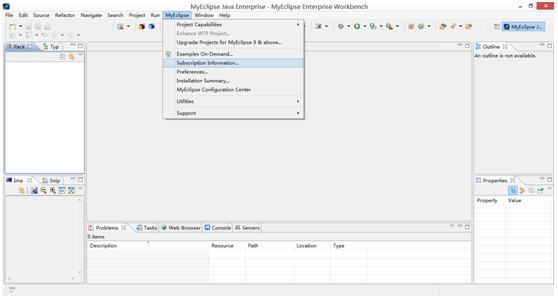 MyEclipse Java Enterprise - MyEclipse Enterprise Workbench
File Edit Source Refactor Navigate Search Project Run MyEclipse Window Help
Project Capabilities
Enhance WTP Project...
Upgrade Projects for MyEclipse 9 & above...
Examples On-Demand...
Subscription Information...
Preferences...
Installation Summary...
MyEclipse Configuration Center
Utilities
Support
MyEclipse J...
Pack Typ
Outline
An outline is not available.
Ima Snip
Properties
Property Value
Problems Tasks Web Browser Console Servers
0 items
Description Resource Path Location Type